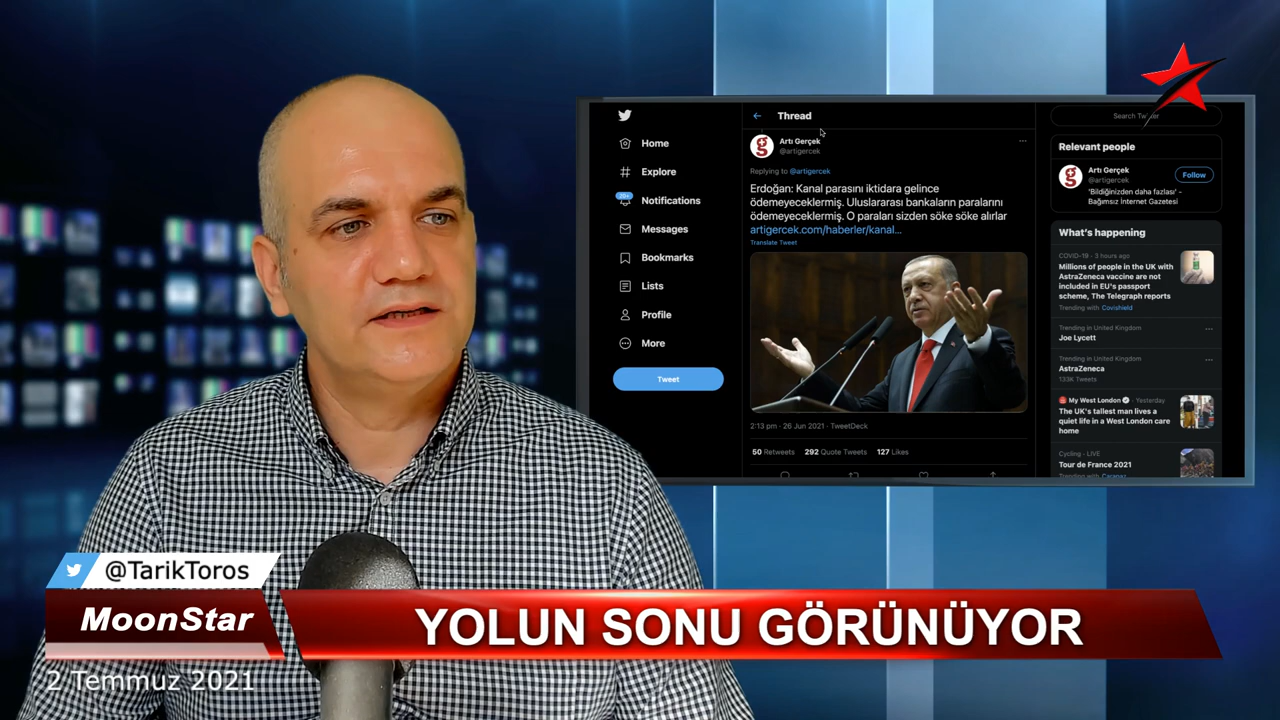 Thread
Search Tw
Home
Explore
20+
Notifications
Messages
Bookmarks
Lists
Profile
More
Tweet
Artı Gerçek
@artigercek
Replying to @artigercek
Erdoğan: Kanal parasını iktidara gelince
ödemeyeceklermiş. Uluslararası bankaların paralarını
ödemeyeceklermiş. O paraları sizden söke söke alırlar
artigercek.com/haberler/kanal...
Translate Tweet
2:13 pm · 26 Jun 2021 · TweetDeck
50 Retweets 292 Quote Tweets 127 Likes
Relevant people
Artı Gerçek
@artigercek
Follow
'Bildiğinizden daha fazlası' -
Bağımsız İnternet Gazetesi
What's happening
COVID-19 · 3 hours ago
Millions of people in the UK with
AstraZeneca vaccine are not
included in EU's passport
scheme, The Telegraph reports
Trending with Covishield
Trending in United Kingdom
Joe Lycett
Trending in United Kingdom
AstraZeneca
133K Tweets
My West London · Yesterday
The UK's tallest man lives a
quiet life in a West London care
home
Cycling · LIVE
Tour de France 2021
Trending with Carapaz
@TarikToros
MoonStar
YOLUN SONU GÖRÜNÜYOR
2 Temmuz 2021